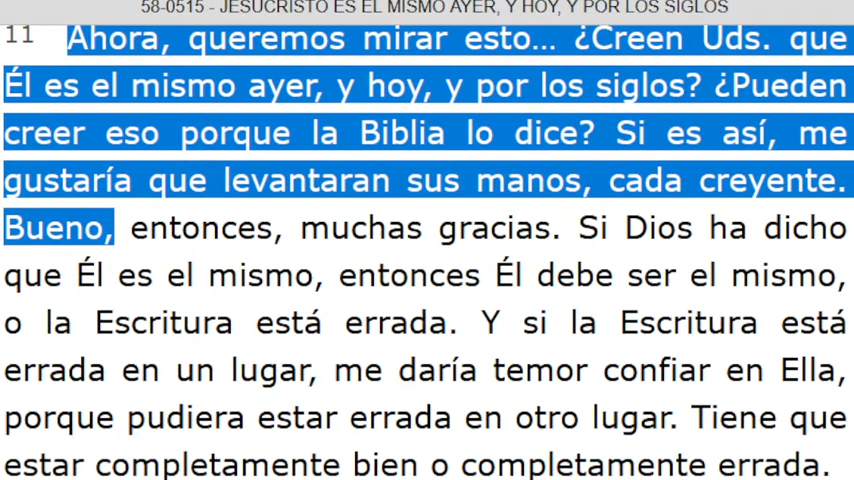 58-0515 - JESUCRISTO ES EL MISMO AYER, Y HOY, Y POR LOS SIGLOS
11 Ahora, queremos mirar esto... ¿Creen Uds. que
Él es el mismo ayer, y hoy, y por los siglos? ¿Pueden
creer eso porque la Biblia lo dice? Si es así, me
gustaría que levantaran sus manos, cada creyente.
Bueno, entonces, muchas gracias. Si Dios ha dicho
que Él es el mismo, entonces Él debe ser el mismo,
o la Escritura está errada. Y si la Escritura está
errada en un lugar, me daría temor confiar en Ella,
porque pudiera estar errada en otro lugar. Tiene que
estar completamente bien o completamente errada.